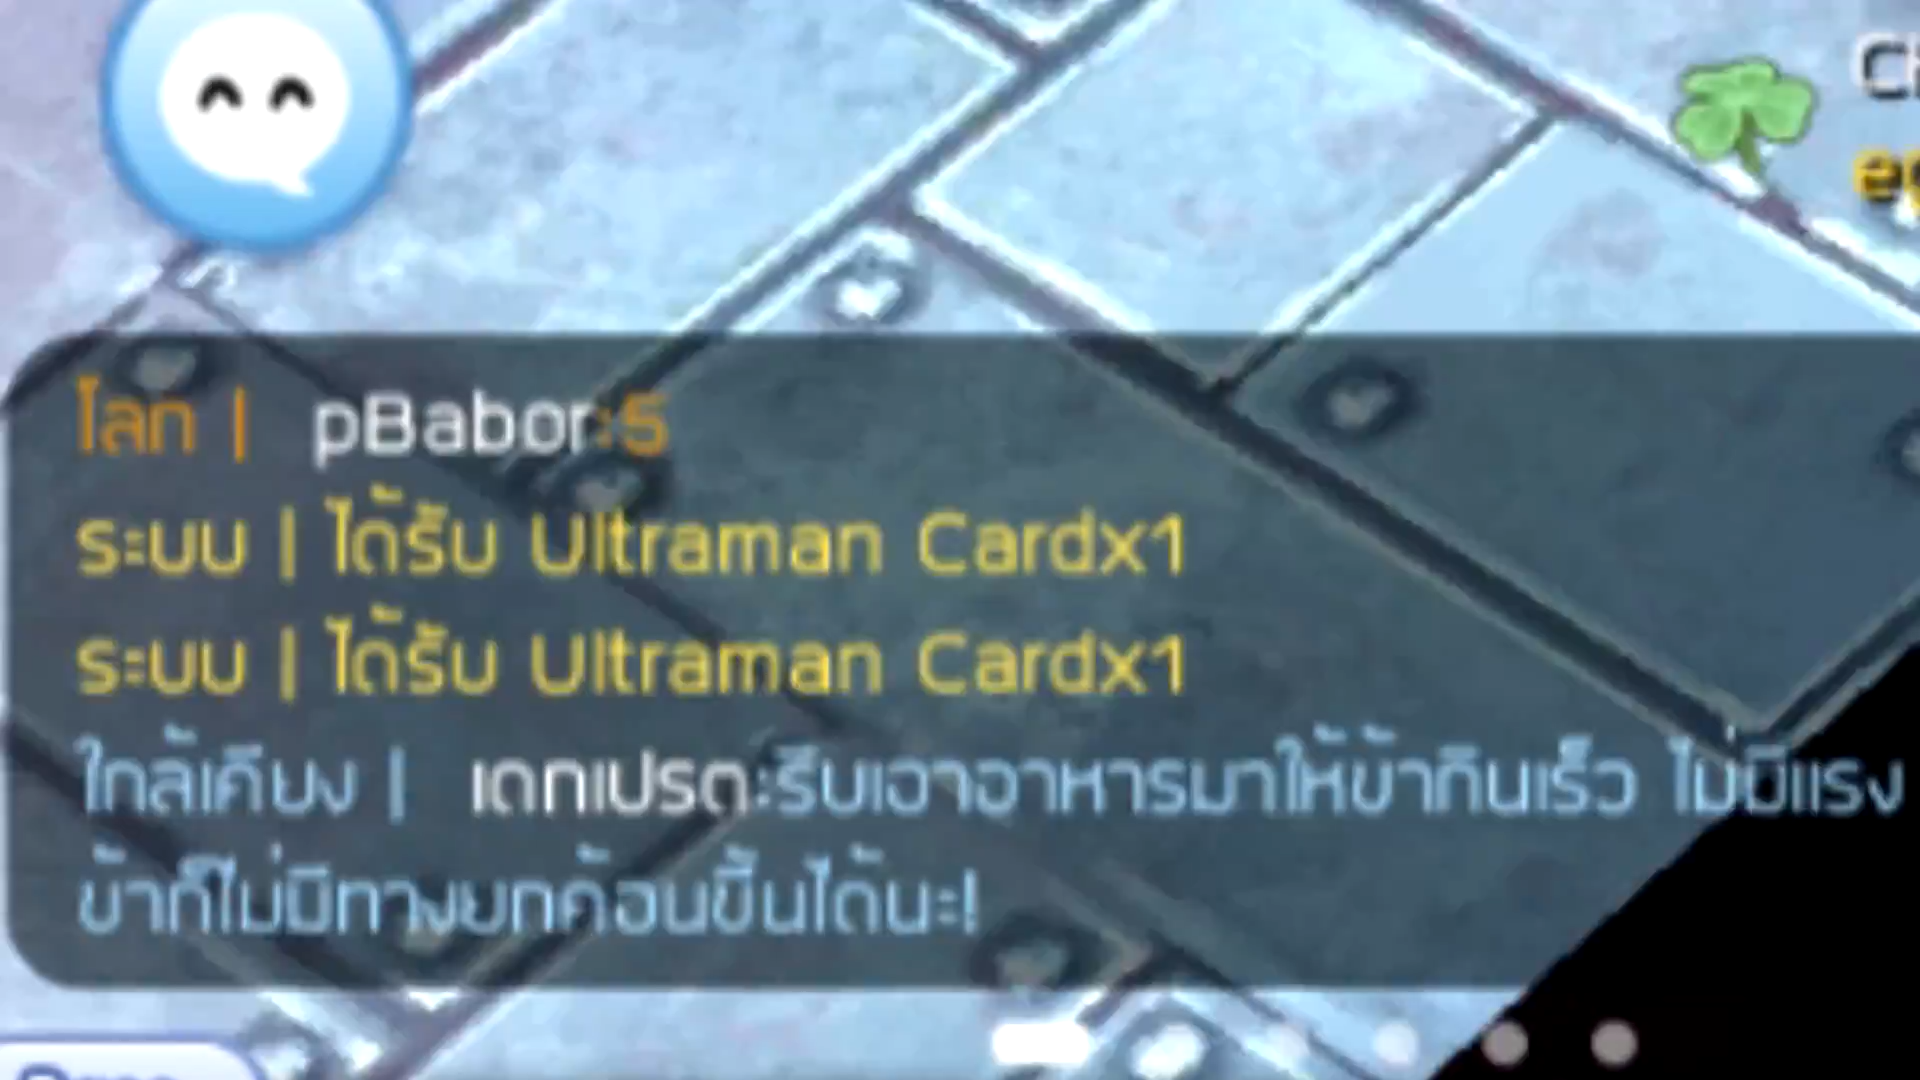 โลก | pBabor:5
ระบบ | ได้รับ Ultraman Cardx1
ระบบ | ได้รับ Ultraman Cardx1
ใกล้เคียง | เดกเปรต:รีบเอาอาหารมาให้ข้ากินเร็ว ไม่มีแรง
ข้าก็ไม่มีทางยกค้อนขึ้นได้นะ!